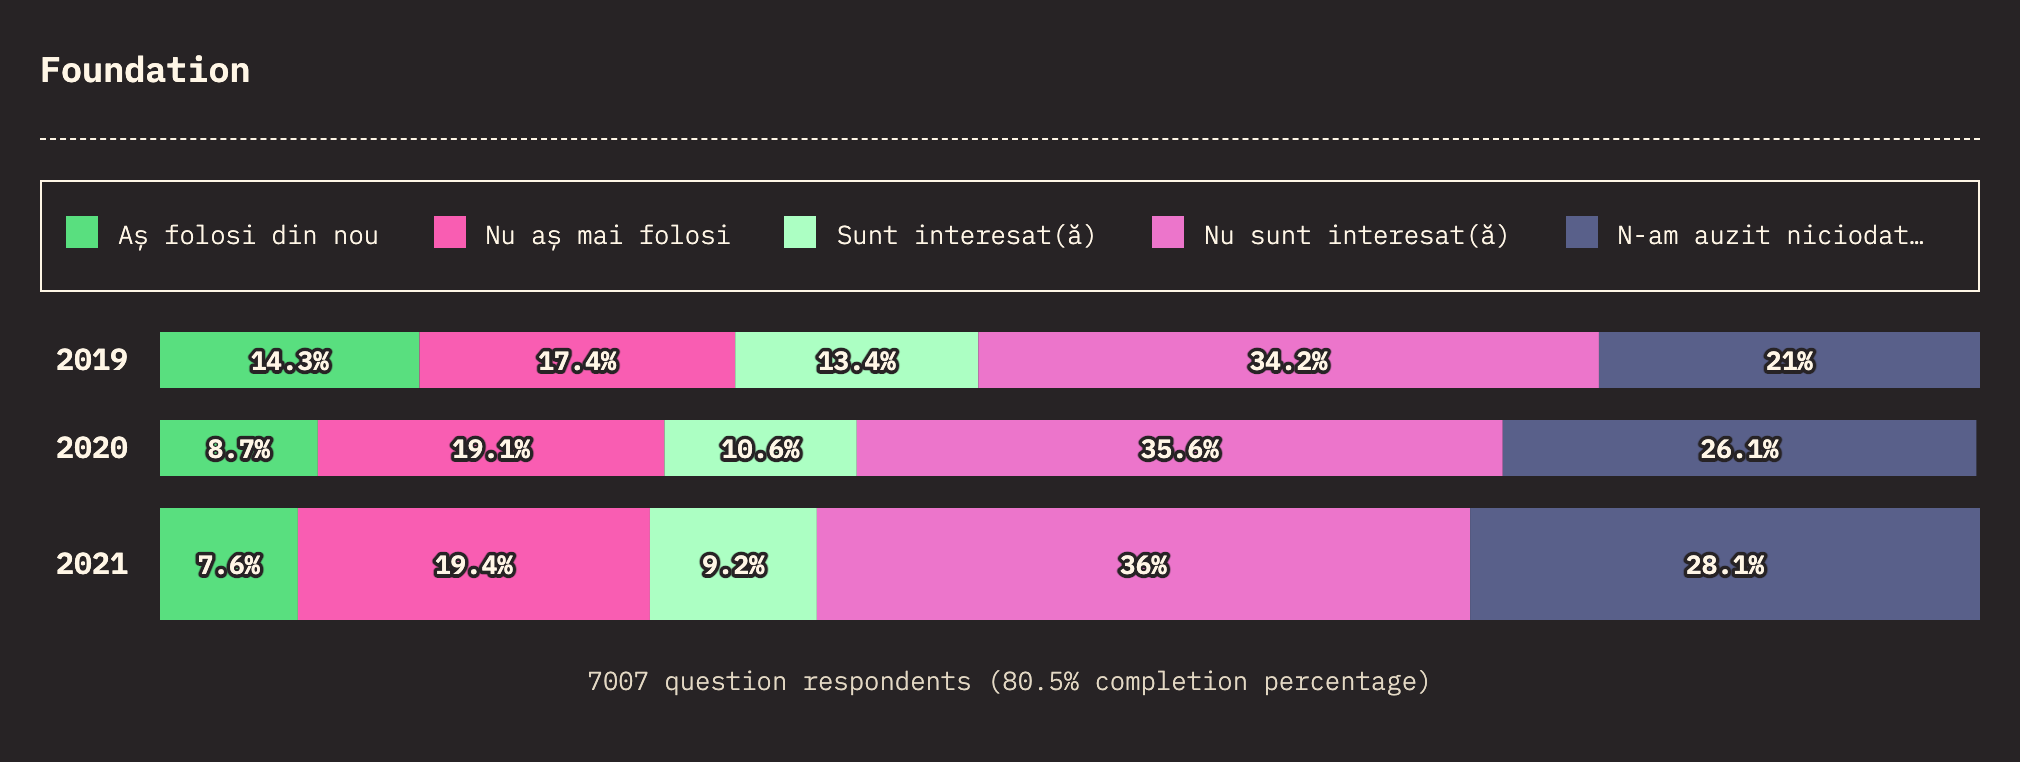 Foundation
Aș folosi din nou Nu aș mai folosi Sunt interesat(ă) Nu sunt interesat(ă) N-am auzit niciodat…
2019 14.3% 17.4% 13.4% 34.2% 21%
2020 8.7% 19.1% 10.6% 35.6% 26.1%
2021 7.6% 19.4% 9.2% 36% 28.1%
7007 question respondents (80.5% completion percentage)